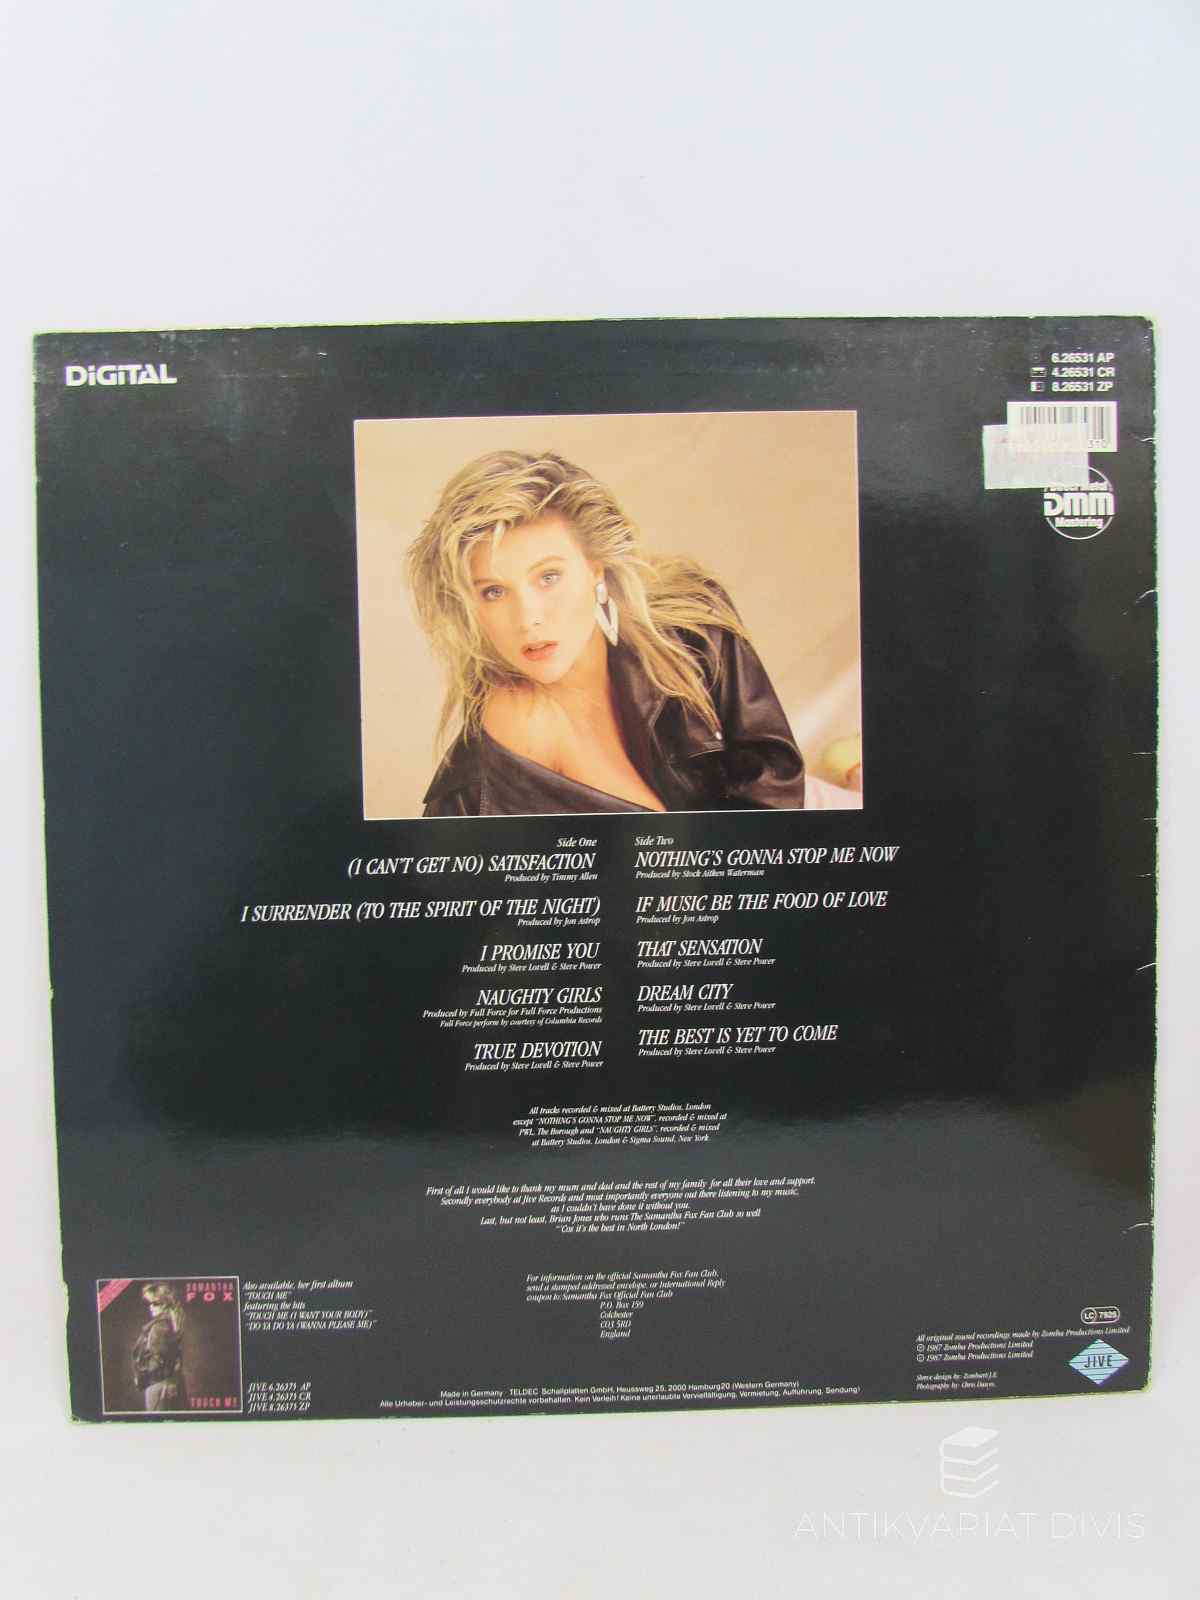 DiGiTAL
6.26531 AP
4.26531 CR
8.26531 ZP
DMM
Mastering
Side One
(I CAN'T GET NO) SATISFACTION
Produced by Timmy Allen
I SURRENDER (TO THE SPIRIT OF THE NIGHT)
Produced by Jon Astrop
I PROMISE YOU
Produced by Steve Lovell & Steve Power
NAUGHTY GIRLS
Produced by Full Force for Full Force Productions
Full Force perform by courtesy of Columbia Records
TRUE DEVOTION
Produced by Steve Lovell & Steve Power
Side Two
NOTHING'S GONNA STOP ME NOW
Produced by Stock Aitken Waterman
IF MUSIC BE THE FOOD OF LOVE
Produced by Jon Astrop
THAT SENSATION
Produced by Steve Lovell & Steve Power
DREAM CITY
Produced by Steve Lovell & Steve Power
THE BEST IS YET TO COME
Produced by Steve Lovell & Steve Power
All tracks recorded & mixed at Battery Studios, London
except "NOTHING'S GONNA STOP ME NOW", recorded & mixed at
PWL, The Borough and "NAUGHTY GIRLS", recorded & mixed
at Battery Studios, London & Sigma Sound, New York.
First of all I would like to thank my mum and dad and the rest of my family for all their love and support.
Secondly everybody at Jive Records and most importantly everyone out there listening to my music,
as I couldn't have done it without you.
Last, but not least, Brian Jones who runs The Samantha Fox Fan Club so well
"'Cos it's the best in North London!"
SAMANTHA
FOX
TOUCH ME
Also available, her first album
"TOUCH ME"
featuring the hits
"TOUCH ME (I WANT YOUR BODY)"
"DO YA DO YA (WANNA PLEASE ME)"
JIVE 6.26375 AP
JIVE 4.26375 CR
JIVE 8.26375 ZP
For information on the official Samantha Fox Fan Club,
send a stamped addressed envelope, or International Reply
coupon to: Samantha Fox Official Fan Club
P.O. Box 159
Colchester
CO3 5RD
England
Made in Germany TELDEC Schallplatten GmbH, Heussweg 25, 2000 Hamburg20 (Western Germany)
Alle Urheber- und Leistungsschutzrechte vorbehalten. Kein Verleih! Keine unerlaubte Vervielfältigung, Vermietung, Aufführung, Sendung!
LC 7925
All original sound recordings made by Zomba Productions Limited
℗ 1987 Zomba Productions Limited
© 1987 Zomba Productions Limited
JIVE
Sleeve design by: Zombart J.E.
Photography by: Chris Dawes.
ANTIKVARIAT DIVIS